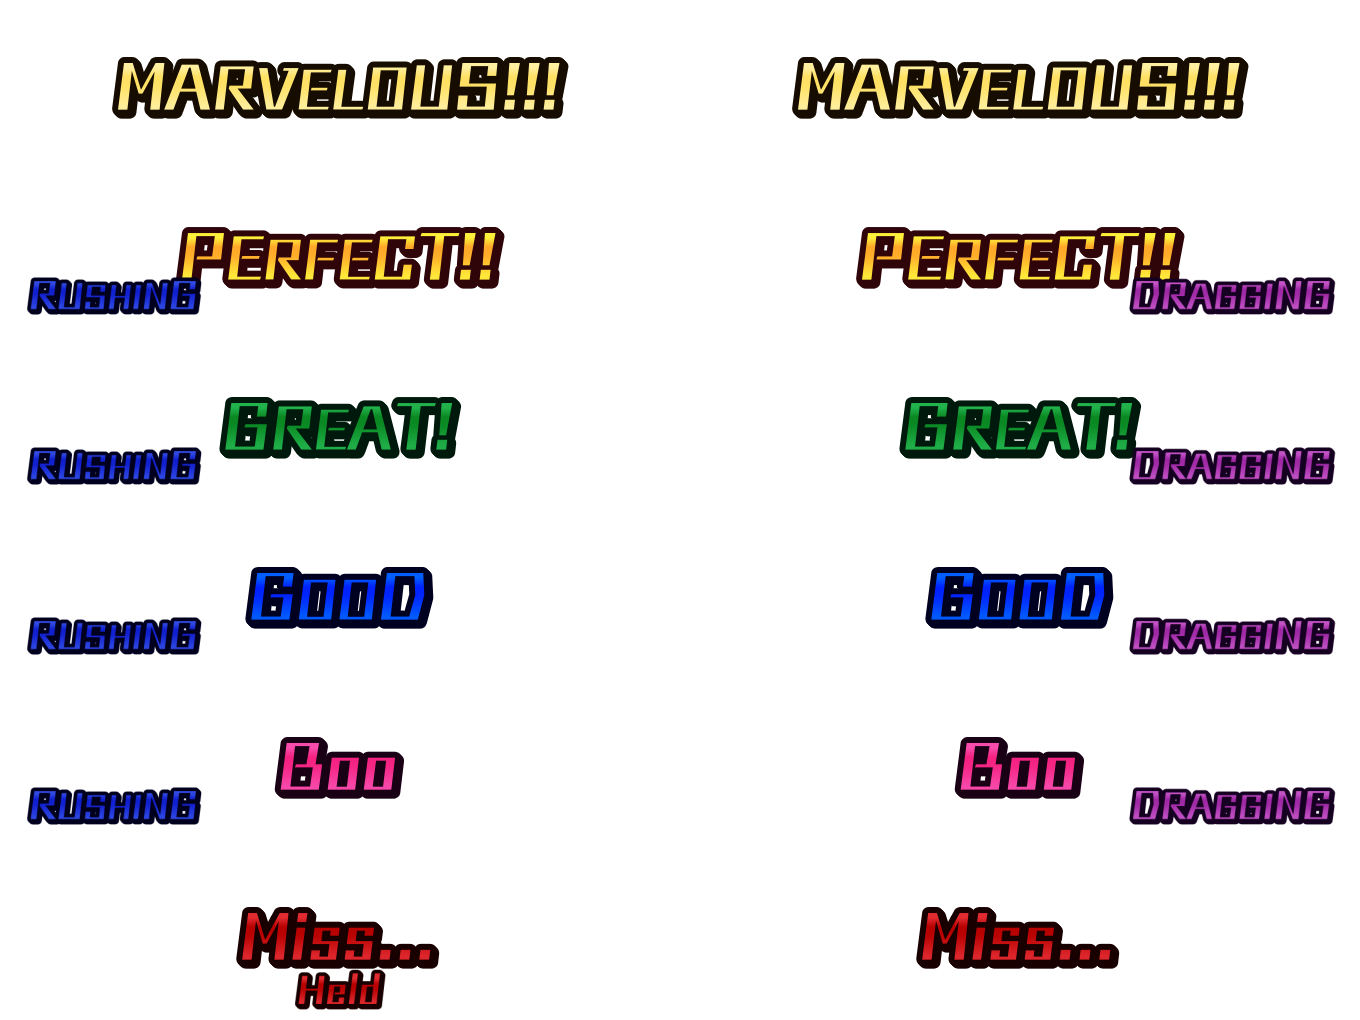 MARVELOUS!!! MARVELOUS!!!
PERFECT!! PERFECT!!
RUSHING DRAGGING
GREAT! GREAT!
RUSHING DRAGGING
GOOD GOOD
RUSHING DRAGGING
Boo Boo
RUSHING DRAGGING
Miss... Miss...
Held